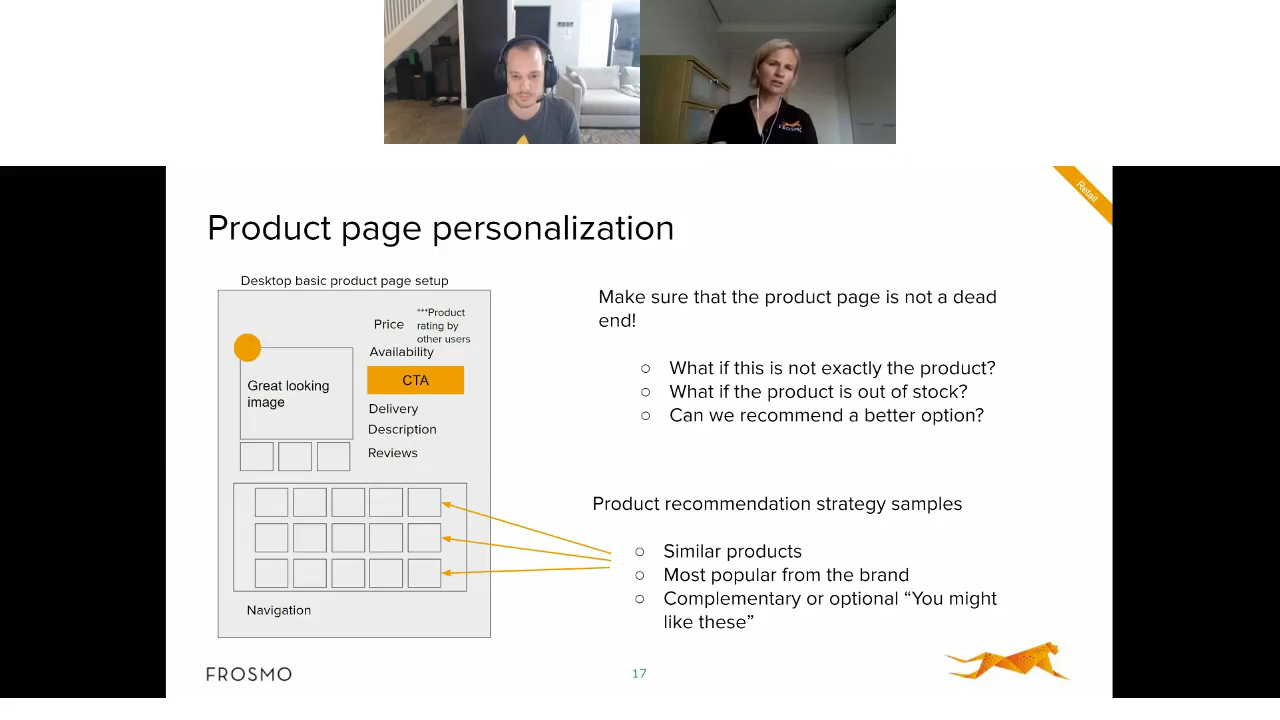 FROSMO
Retail
Product page personalization
Desktop basic product page setup
Price
***Product
rating by
other users
Availability
CTA
Great looking
image
Delivery
Description
Reviews
Navigation
Make sure that the product page is not a dead
end!
○ What if this is not exactly the product?
○ What if the product is out of stock?
○ Can we recommend a better option?
Product recommendation strategy samples
○ Similar products
○ Most popular from the brand
○ Complementary or optional “You might
like these”
FROSMO
17